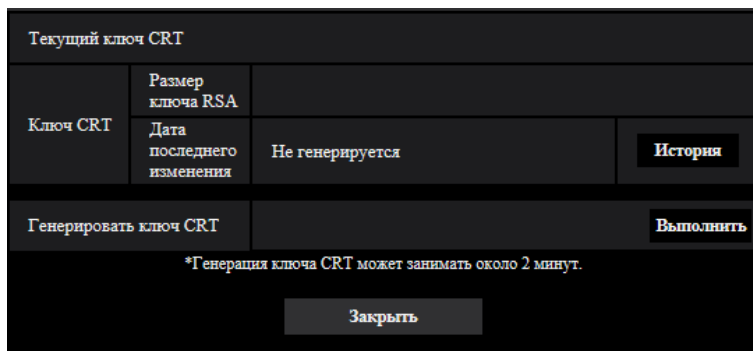 Текущий ключ CRT
Ключ CRT
Размер
ключа RSA
Дата
последнего
изменения
Не генерируется
История
Генерировать ключ CRT
Выполнить
*Генерация ключа CRT может занимать около 2 минут.
Закрыть